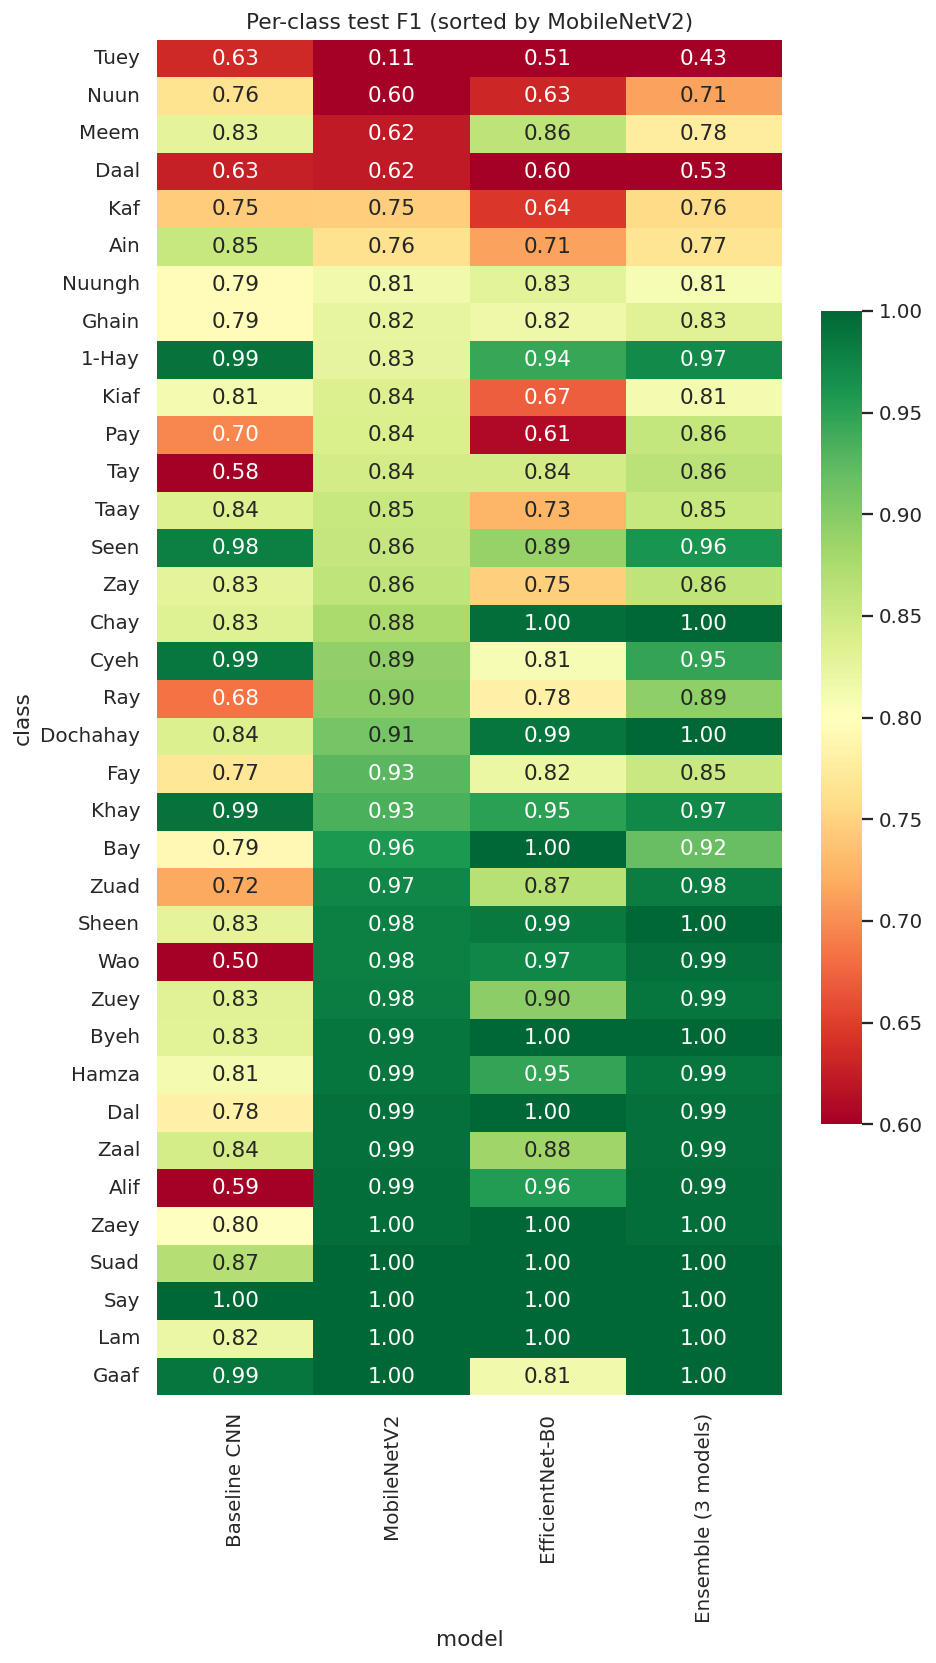 Per-class test F1 (sorted by MobileNetV2)
Tuey 0.63 0.11 0.51 0.43
Nuun 0.76 0.60 0.63 0.71
Meem 0.83 0.62 0.86 0.78
Daal 0.63 0.62 0.60 0.53
Kaf 0.75 0.75 0.64 0.76
Ain 0.85 0.76 0.71 0.77
Nuungh 0.79 0.81 0.83 0.81
Ghain 0.79 0.82 0.82 0.83
1-Hay 0.99 0.83 0.94 0.97
Kiaf 0.81 0.84 0.67 0.81
Pay 0.70 0.84 0.61 0.86
Tay 0.58 0.84 0.84 0.86
Taay 0.84 0.85 0.73 0.85
Seen 0.98 0.86 0.89 0.96
Zay 0.83 0.86 0.75 0.86
Chay 0.83 0.88 1.00 1.00
Cyeh 0.99 0.89 0.81 0.95
Ray 0.68 0.90 0.78 0.89
Dochahay 0.84 0.91 0.99 1.00
Fay 0.77 0.93 0.82 0.85
Khay 0.99 0.93 0.95 0.97
Bay 0.79 0.96 1.00 0.92
Zuad 0.72 0.97 0.87 0.98
Sheen 0.83 0.98 0.99 1.00
Wao 0.50 0.98 0.97 0.99
Zuey 0.83 0.98 0.90 0.99
Byeh 0.83 0.99 1.00 1.00
Hamza 0.81 0.99 0.95 0.99
Dal 0.78 0.99 1.00 0.99
Zaal 0.84 0.99 0.88 0.99
Alif 0.59 0.99 0.96 0.99
Zaey 0.80 1.00 1.00 1.00
Suad 0.87 1.00 1.00 1.00
Say 1.00 1.00 1.00 1.00
Lam 0.82 1.00 1.00 1.00
Gaaf 0.99 1.00 0.81 1.00
class
Baseline CNN
MobileNetV2
EfficientNet-B0
Ensemble (3 models)
model
1.00
0.95
0.90
0.85
0.80
0.75
0.70
0.65
0.60